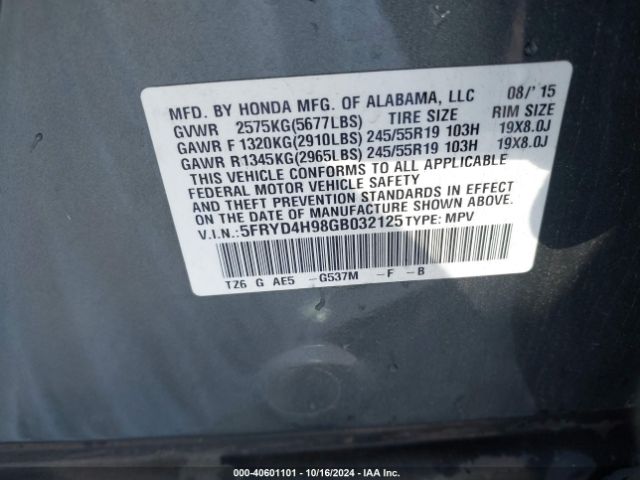 MFD. BY HONDA MFG. OF ALABAMA, LLC 08/'15
GVWR 2575KG(5677LBS) TIRE SIZE RIM SIZE
GAWR F 1320KG(2910LBS) 245/55R19 103H 19X8.0J
GAWR R1345KG(2965LBS) 245/55R19 103H 19X8.0J
THIS VEHICLE CONFORMS TO ALL APPLICABLE
FEDERAL MOTOR VEHICLE SAFETY
AND THEFT PREVENTION STANDARDS IN EFFECT
ON THE DATE OF MANUFACTURE SHOWN ABOVE.
V.I.N.: 5FRYD4H98GB032125 TYPE: MPV
TZ6 G AE5 -G537M -F -B
000-40601101 | 10/16/2024 | IAA Inc.